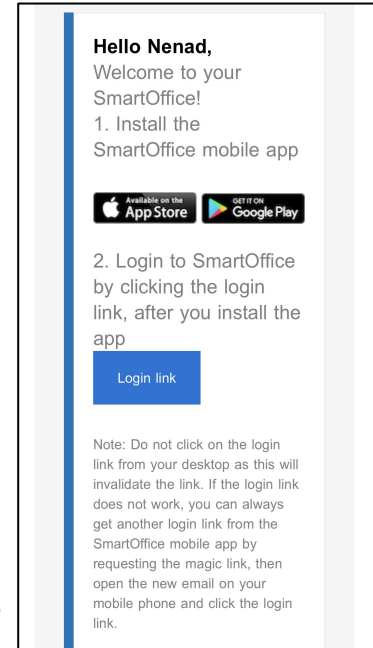 Hello Nenad,
Welcome to your
SmartOffice!
1. Install the
SmartOffice mobile app
Available on the
App Store
GET IT ON
Google Play
2. Login to SmartOffice
by clicking the login
link, after you install the
app
Login link
Note: Do not click on the login
link from your desktop as this will
invalidate the link. If the login link
does not work, you can always
get another login link from the
SmartOffice mobile app by
requesting the magic link, then
open the new email on your
mobile phone and click the login
link.